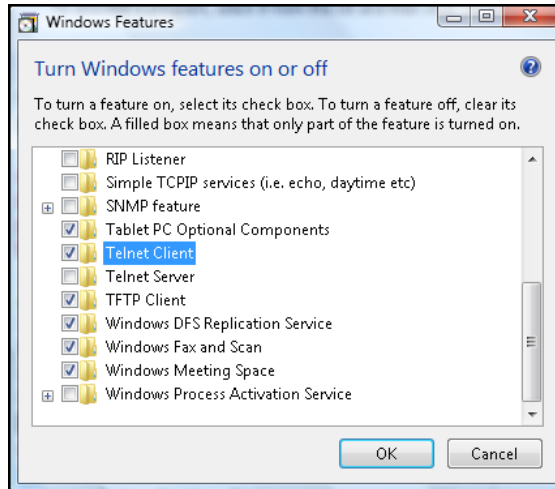 Windows Features
Turn Windows features on or off
To turn a feature on, select its check box. To turn a feature off, clear its
check box. A filled box means that only part of the feature is turned on.
RIP Listener
Simple TCPIP services (i.e. echo, daytime etc)
SNMP feature
Tablet PC Optional Components
Telnet Client
Telnet Server
TFTP Client
Windows DFS Replication Service
Windows Fax and Scan
Windows Meeting Space
Windows Process Activation Service
OK Cancel